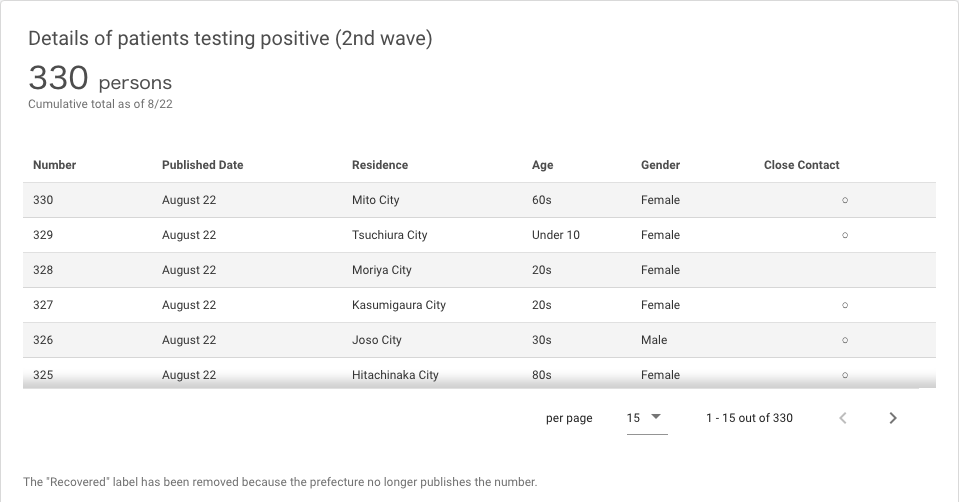 Details of patients testing positive (2nd wave)
330 persons
Cumulative total as of 8/22
Number Published Date Residence Age Gender Close Contact
330 August 22 Mito City 60s Female ○
329 August 22 Tsuchiura City Under 10 Female ○
328 August 22 Moriya City 20s Female
327 August 22 Kasumigaura City 20s Female ○
326 August 22 Joso City 30s Male ○
325 August 22 Hitachinaka City 80s Female ○
per page 15 1 - 15 out of 330
The "Recovered" label has been removed because the prefecture no longer publishes the number.